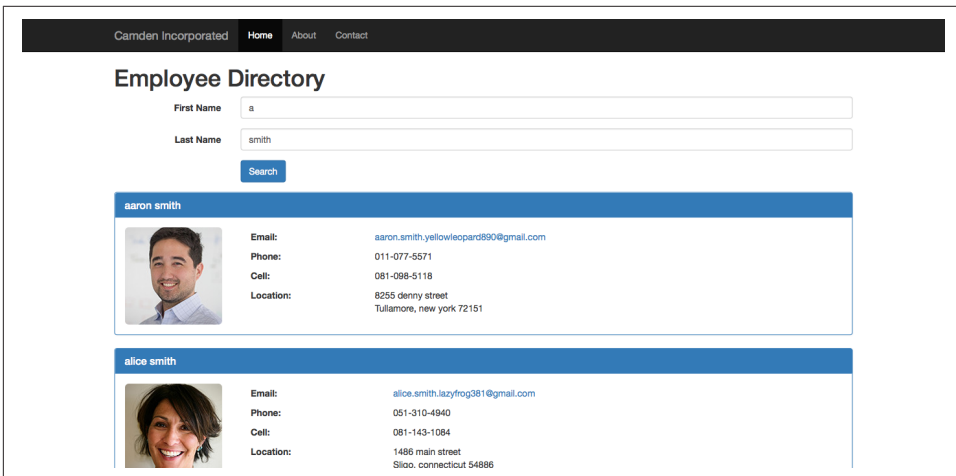 Camden Incorporated Home About Contact
Employee Directory
First Name a
Last Name smith
Search
aaron smith
Email: aaron.smith.yellowleopard890@gmail.com
Phone: 011-077-5571
Cell: 081-098-5118
Location: 8255 denny street
Tullamore, new york 72151
alice smith
Email: alice.smith.lazyfrog381@gmail.com
Phone: 051-310-4940
Cell: 081-143-1084
Location: 1486 main street
Sligo, connecticut 54886